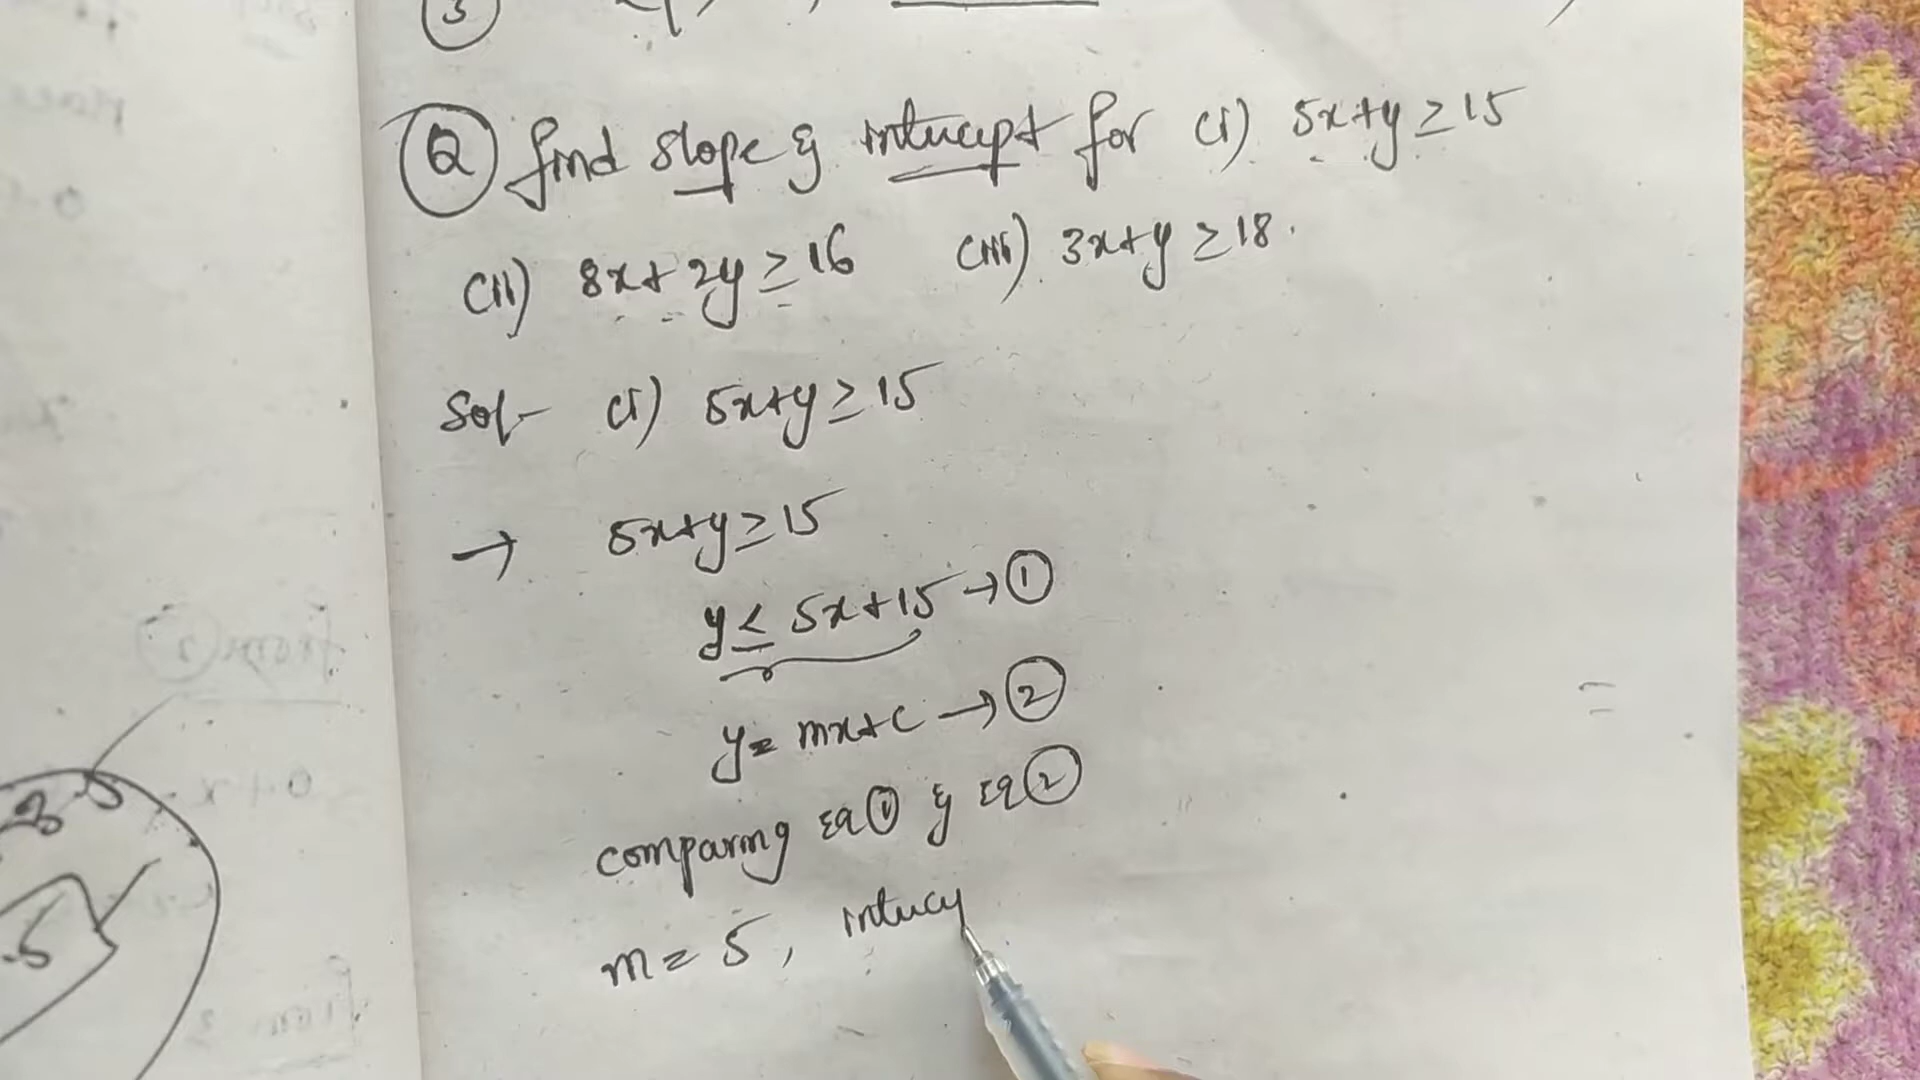 Q find slope & intercept for (i) 5x+y ≥ 15
(ii) 8x+2y ≥ 16 (iii) 3x+y ≥ 18.
Sol- (i) 5x+y ≥ 15
→ 5x+y ≥ 15
y ≤ 5x+15 → 1
y = mx+c → 2
comparing eq 1 & eq 2
m = 5, intercep